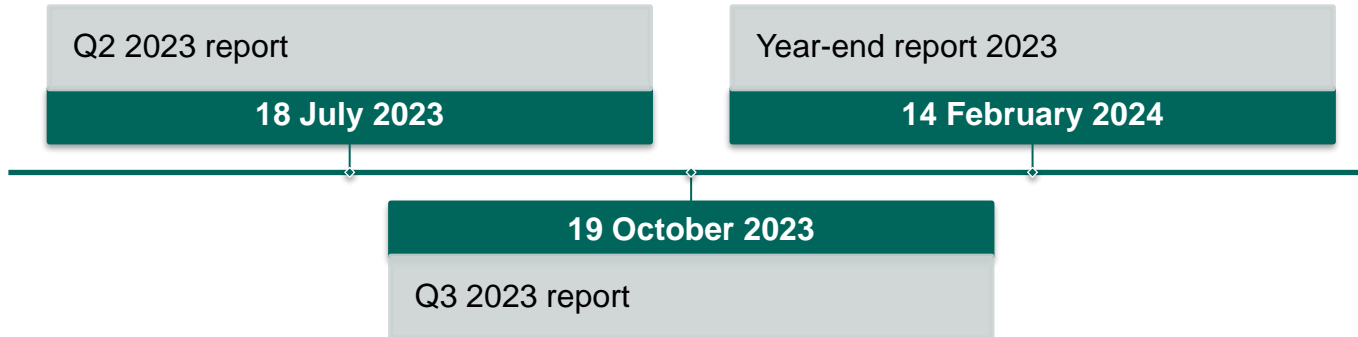 Q2 2023 report
18 July 2023
Year-end report 2023
14 February 2024
19 October 2023
Q3 2023 report